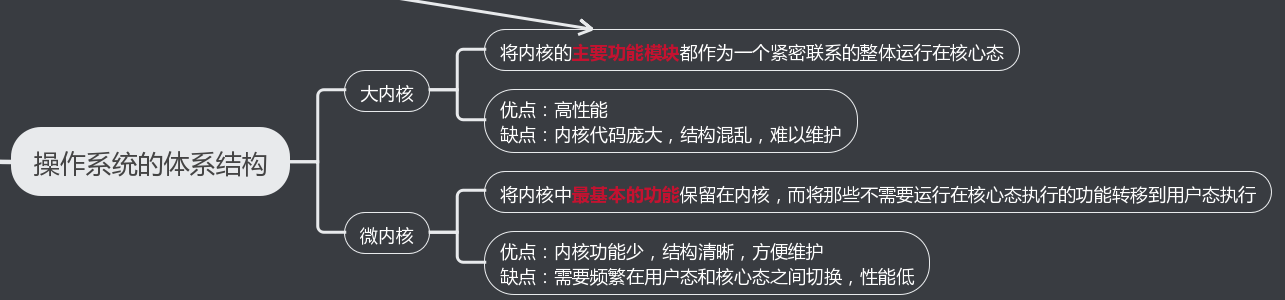 操作系统的体系结构
大内核
将内核的主要功能模块都作为一个紧密联系的整体运行在核心态
优点：高性能
缺点：内核代码庞大，结构混乱，难以维护
微内核
将内核中最基本的功能保留在内核，而将那些不需要运行在核心态执行的功能转移到用户态执行
优点：内核功能少，结构清晰，方便维护
缺点：需要频繁在用户态和核心态之间切换，性能低